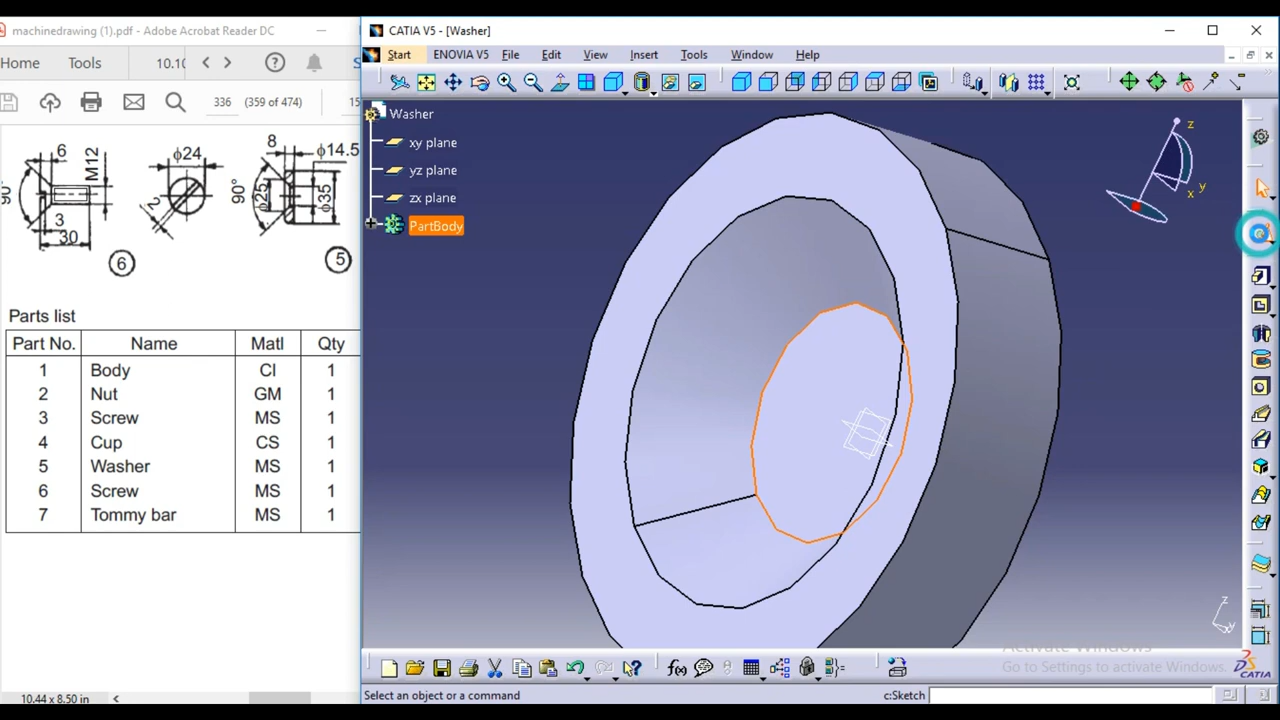 machinedrawing (1).pdf - Adobe Acrobat Reader DC
Home Tools 10.10
336 (359 of 474)
6
M12
90°
3
30
6
ϕ24
2
8
ϕ14.5
90°
ϕ25
ϕ35
5
Parts list
Part No. Name Matl Qty
1 Body CI 1
2 Nut GM 1
3 Screw MS 1
4 Cup CS 1
5 Washer MS 1
6 Screw MS 1
7 Tommy bar MS 1
10.44 x 8.50 in
CATIA V5 - [Washer]
Start ENOVIA V5 File Edit View Insert Tools Window Help
Washer
xy plane
yz plane
zx plane
PartBody
z
y
x
z
y
Activate Windows
Go to Settings to activate Windows.
f(x)
CATIA
Select an object or a command
c:Sketch